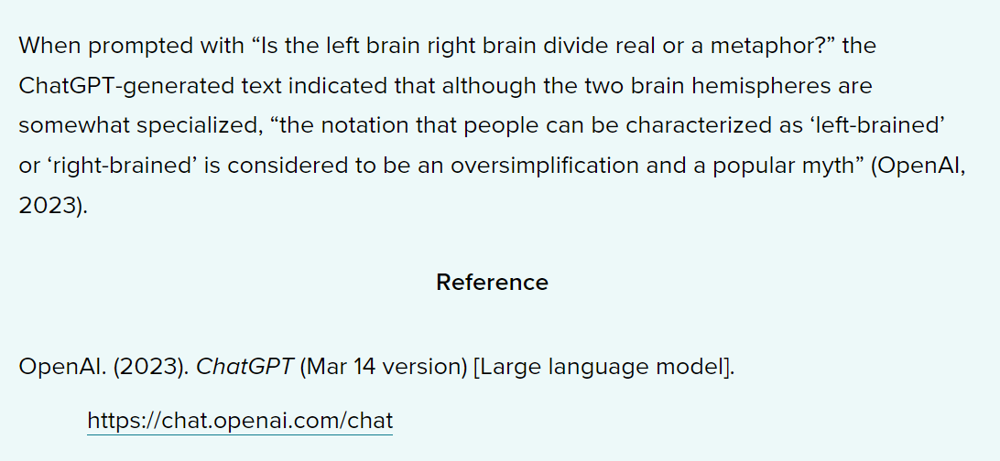 When prompted with “Is the left brain right brain divide real or a metaphor?” the
ChatGPT-generated text indicated that although the two brain hemispheres are
somewhat specialized, “the notation that people can be characterized as ‘left-brained’
or ‘right-brained’ is considered to be an oversimplification and a popular myth” (OpenAI,
2023).
Reference
OpenAI. (2023). ChatGPT (Mar 14 version) [Large language model].
https://chat.openai.com/chat